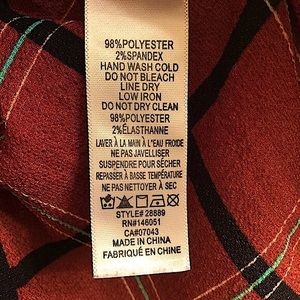 98%POLYESTER
2%SPANDEX
HAND WASH COLD
DO NOT BLEACH
LINE DRY
LOW IRON
DO NOT DRY CLEAN
98%POLYESTER
2%ÉLASTHANNE
LAVER À LA MAIN À L'EAU FROIDE
NE PAS JAVELLISER
SUSPENDRE POUR SÉCHER
REPASSER À BASSE TEMPÉRATURE
NE PAS NETTOYER À SEC
STYLE# 28889
RN#146051
CA#07043
MADE IN CHINA
FABRIQUÉ EN CHINE